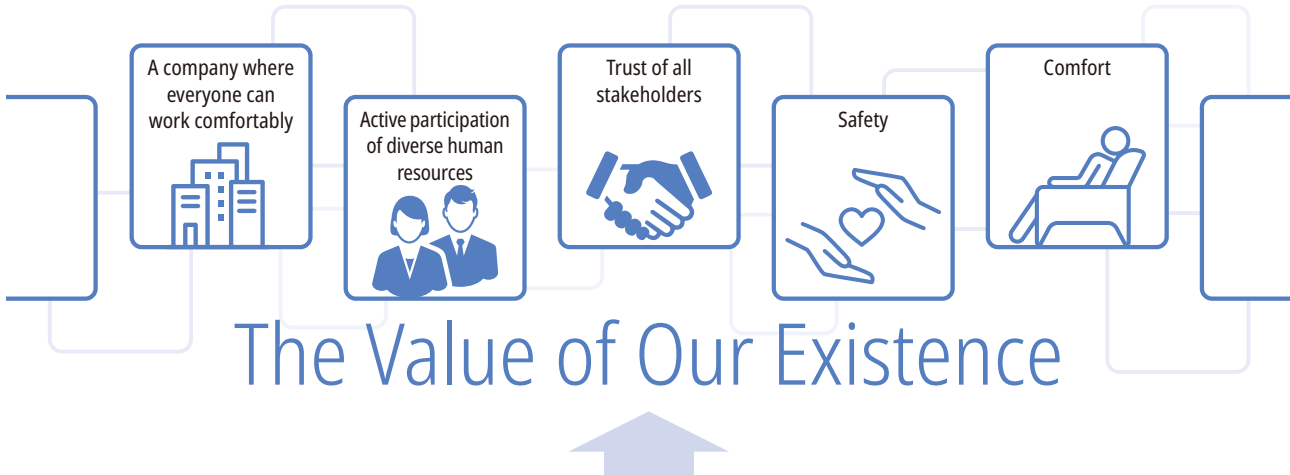 A company where
everyone can
work comfortably
Active participation
of diverse human
resources
Trust of all
stakeholders
Safety
Comfort
The Value of Our Existence